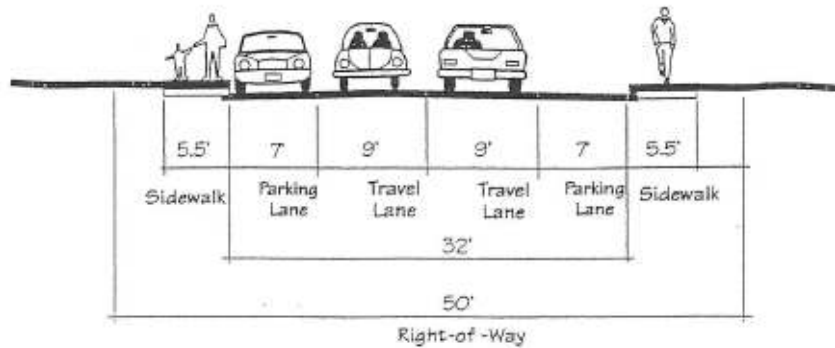 5.5' 7' 9' 9' 7' 5.5'
Sidewalk Parking Lane Travel Lane Travel Lane Parking Lane Sidewalk
32'
50'
Right-of-Way